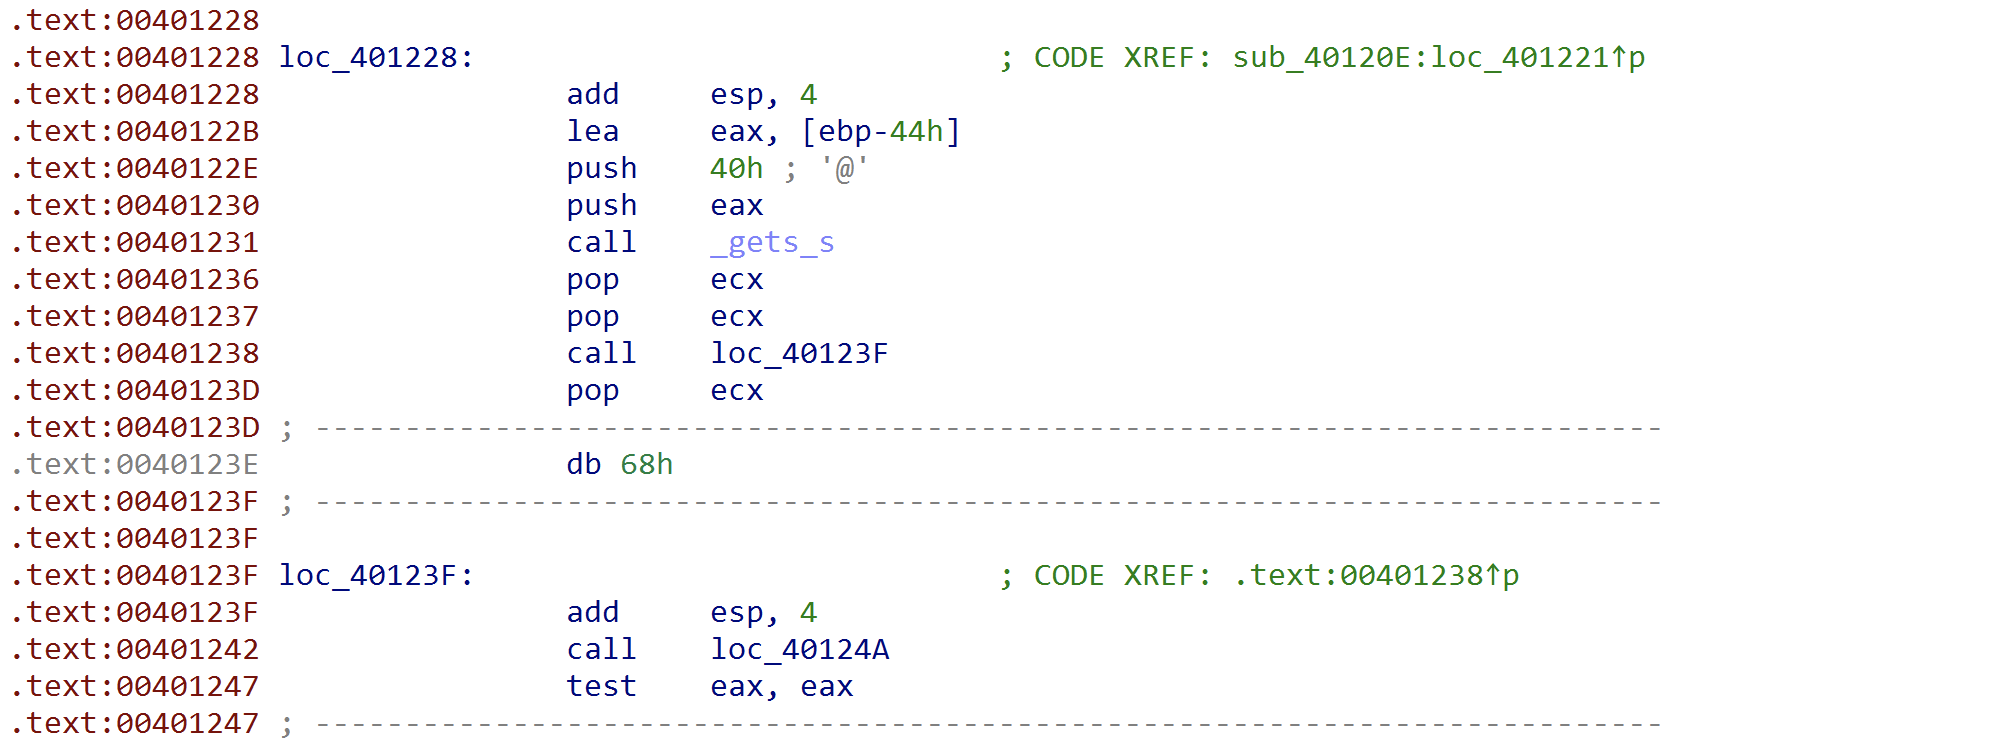 .text:00401228
.text:00401228 loc_401228: ; CODE XREF: sub_40120E:loc_401221↑p
.text:00401228 add esp, 4
.text:0040122B lea eax, [ebp-44h]
.text:0040122E push 40h ; '@'
.text:00401230 push eax
.text:00401231 call _gets_s
.text:00401236 pop ecx
.text:00401237 pop ecx
.text:00401238 call loc_40123F
.text:0040123D pop ecx
.text:0040123D ; ---------------------------------------------------------------------------
.text:0040123E db 68h
.text:0040123F ; ---------------------------------------------------------------------------
.text:0040123F
.text:0040123F loc_40123F: ; CODE XREF: .text:00401238↑p
.text:0040123F add esp, 4
.text:00401242 call loc_40124A
.text:00401247 test eax, eax
.text:00401247 ; ---------------------------------------------------------------------------